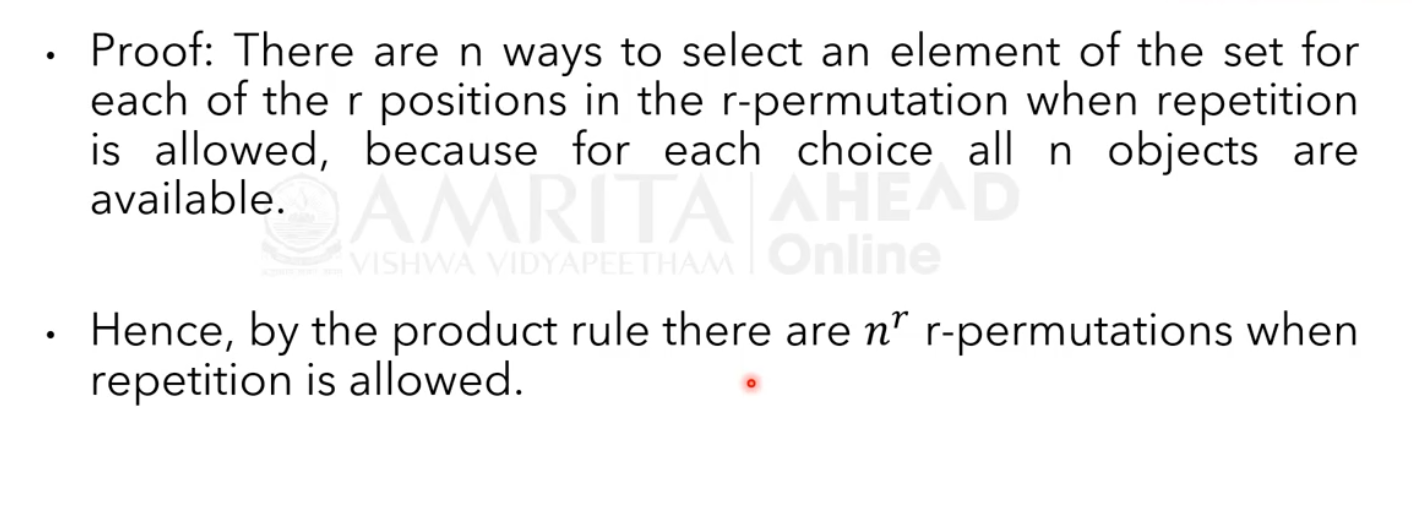 • Proof: There are n ways to select an element of the set for
each of the r positions in the r-permutation when repetition
is allowed, because for each choice all n objects are
available.
AMRITA AHEAD
VISHWA VIDYAPEETHAM Online
• Hence, by the product rule there are nʳ r-permutations when
repetition is allowed.